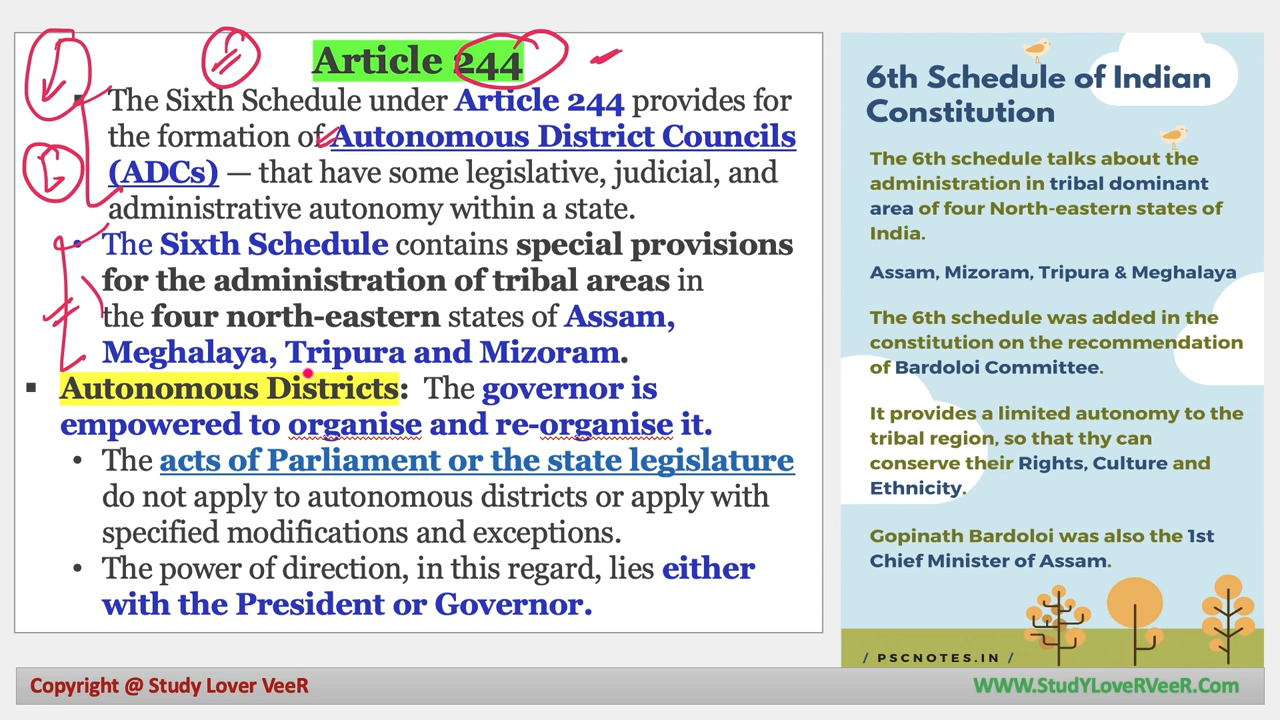 Article 244
▪ The Sixth Schedule under Article 244 provides for
the formation of Autonomous District Councils
(ADCs) — that have some legislative, judicial, and
administrative autonomy within a state.
• The Sixth Schedule contains special provisions
for the administration of tribal areas in
the four north-eastern states of Assam,
Meghalaya, Tripura and Mizoram.
▪ Autonomous Districts: The governor is
empowered to organise and re-organise it.
• The acts of Parliament or the state legislature
do not apply to autonomous districts or apply with
specified modifications and exceptions.
• The power of direction, in this regard, lies either
with the President or Governor.
6th Schedule of Indian
Constitution
The 6th schedule talks about the
administration in tribal dominant
area of four North-eastern states of
India.
Assam, Mizoram, Tripura & Meghalaya
The 6th schedule was added in the
constitution on the recommendation
of Bardoloi Committee.
It provides a limited autonomy to the
tribal region, so that thy can
conserve their Rights, Culture and
Ethnicity.
Gopinath Bardoloi was also the 1st
Chief Minister of Assam.
/ PSCNOTES.IN /
Copyright @ Study Lover VeeR
WWW.StudYLoveRVeeR.Com